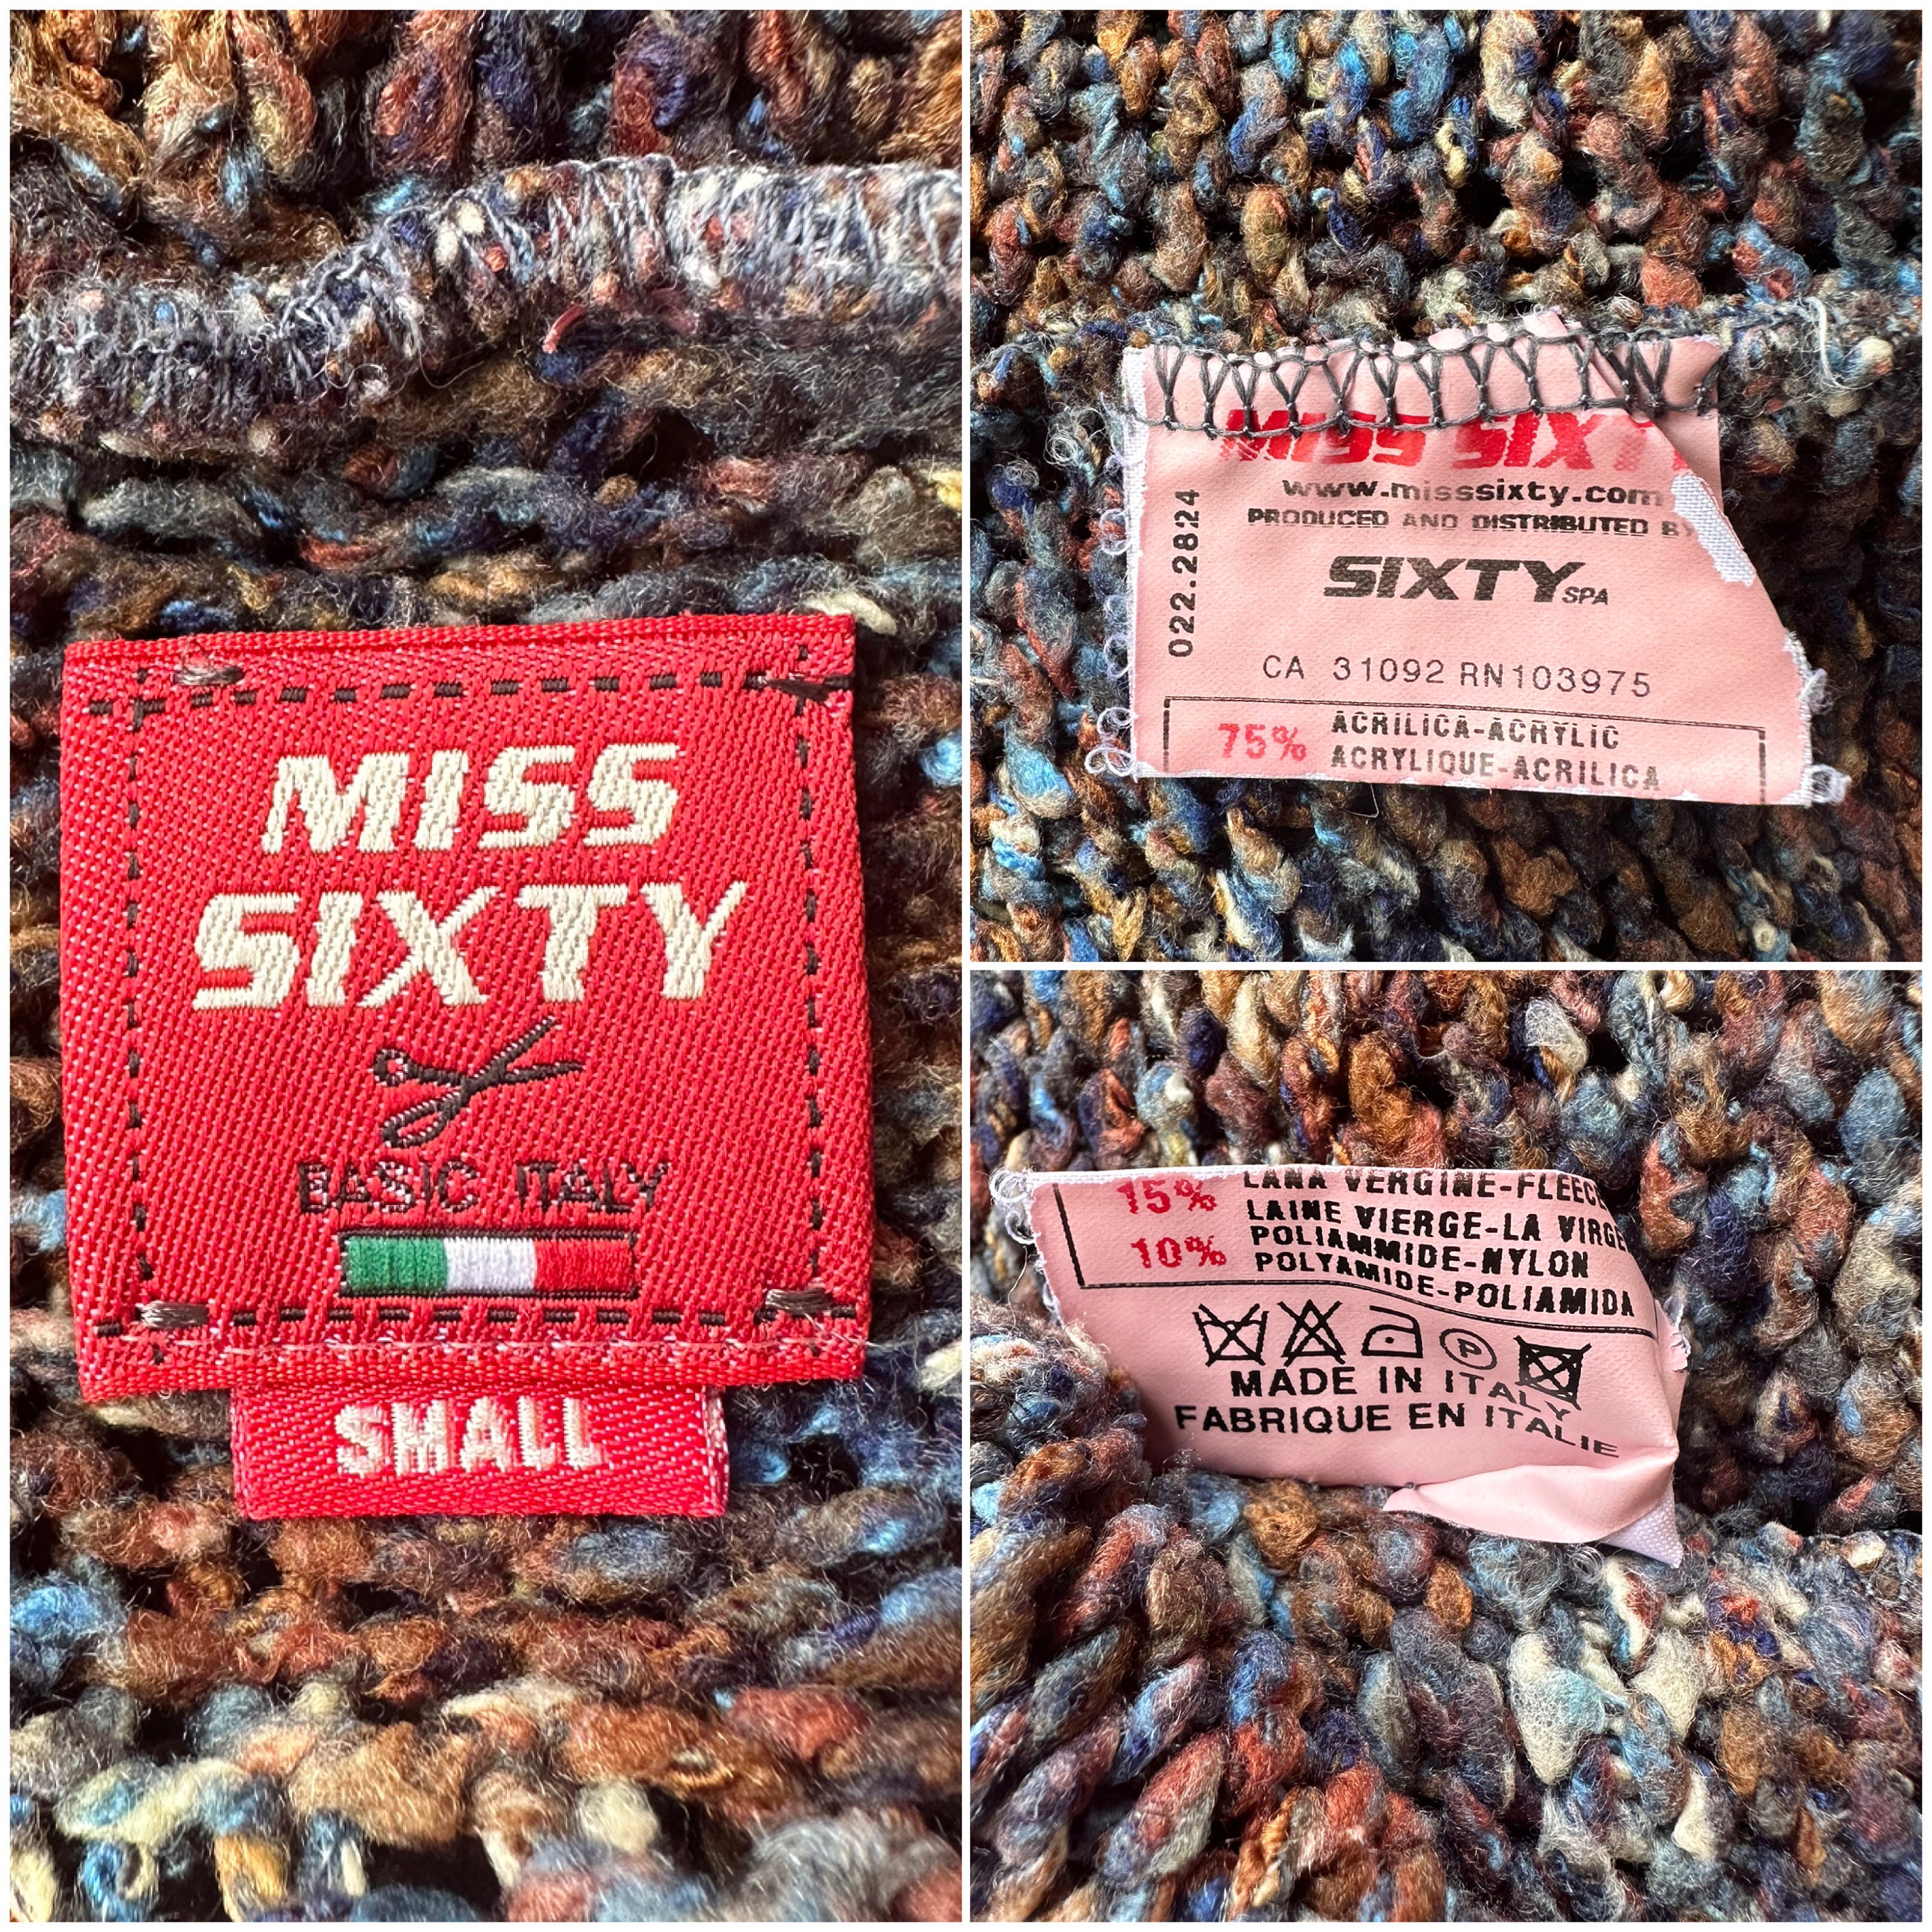 MISS
SIXTY
BASIC ITALY
SMALL
MISS SIXTY
www.misssixty.com
PRODUCED AND DISTRIBUTED BY
SIXTY SPA
022.2824
CA 31092 RN103975
75% ACRILICA-ACRYLIC
ACRYLIQUE-ACRILICA
15% LANA VERGINE-FLEECE
LAINE VIERGE-LA VIRGE
10% POLIAMMIDE-NYLON
POLYAMIDE-POLIAMIDA
P
MADE IN ITALY
FABRIQUE EN ITALIE